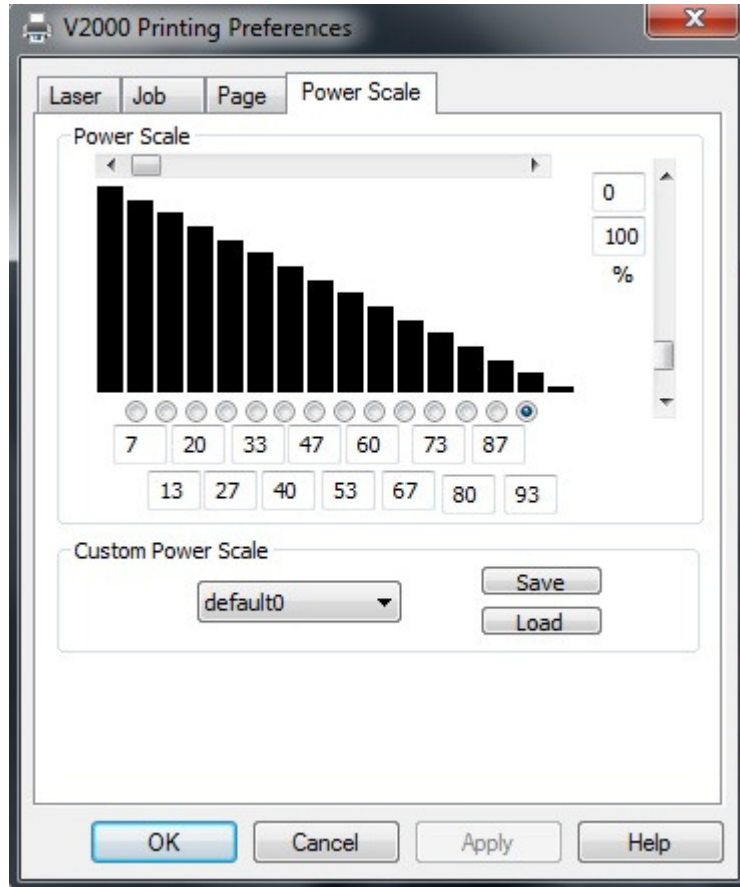 V2000 Printing Preferences
Laser Job Page Power Scale
Power Scale
0
100
%
7 20 33 47 60 73 87
13 27 40 53 67 80 93
Custom Power Scale
default0
Save
Load
OK Cancel Apply Help